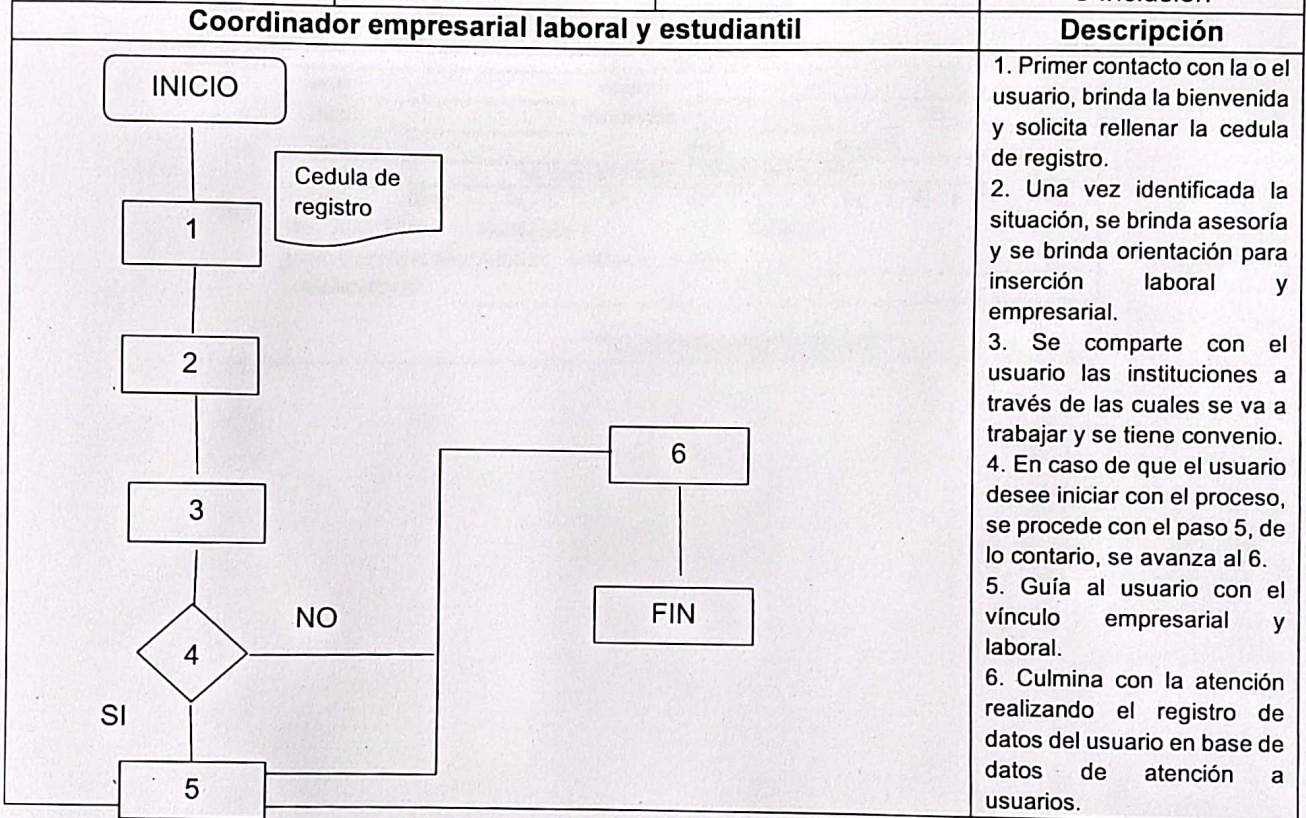 e inclusión
Coordinador empresarial laboral y estudiantil
Descripción
INICIO
Cedula de
registro
1
2
3
4
NO
SI
5
6
FIN
1. Primer contacto con la o el
usuario, brinda la bienvenida
y solicita rellenar la cedula
de registro.
2. Una vez identificada la
situación, se brinda asesoría
y se brinda orientación para
inserción laboral y
empresarial.
3. Se comparte con el
usuario las instituciones a
través de las cuales se va a
trabajar y se tiene convenio.
4. En caso de que el usuario
desee iniciar con el proceso,
se procede con el paso 5, de
lo contario, se avanza al 6.
5. Guía al usuario con el
vínculo empresarial y
laboral.
6. Culmina con la atención
realizando el registro de
datos del usuario en base de
datos de atención a
usuarios.